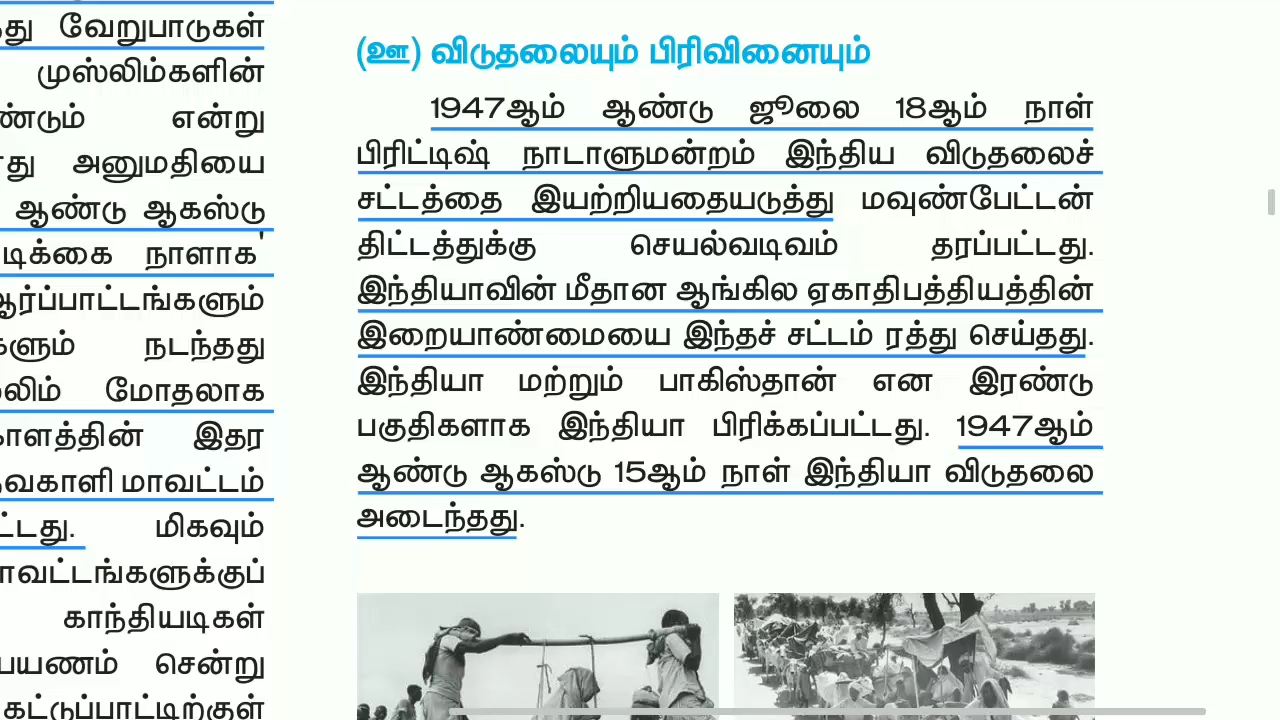 வேறுபாடுகள்
முஸ்லிம்களின்
என்று
அனுமதியை
ஆண்டு ஆகஸ்டு
நாளாக'
நடந்தது
மோதலாக
இதர
மாவட்டம்
மிகவும்
காந்தியடிகள்
சென்று
(ஊ) விடுதலையும் பிரிவினையும்
1947ஆம் ஆண்டு ஜூலை 18ஆம் நாள்
பிரிட்டிஷ் நாடாளுமன்றம் இந்திய விடுதலைச்
சட்டத்தை இயற்றியதையடுத்து மவுண்பேட்டன்
திட்டத்துக்கு செயல்வடிவம் தரப்பட்டது.
இந்தியாவின் மீதான ஆங்கில ஏகாதிபத்தியத்தின்
இறையாண்மையை இந்தச் சட்டம் ரத்து செய்தது.
இந்தியா மற்றும் பாகிஸ்தான் என இரண்டு
பகுதிகளாக இந்தியா பிரிக்கப்பட்டது. 1947ஆம்
ஆண்டு ஆகஸ்டு 15ஆம் நாள் இந்தியா விடுதலை
அடைந்தது.